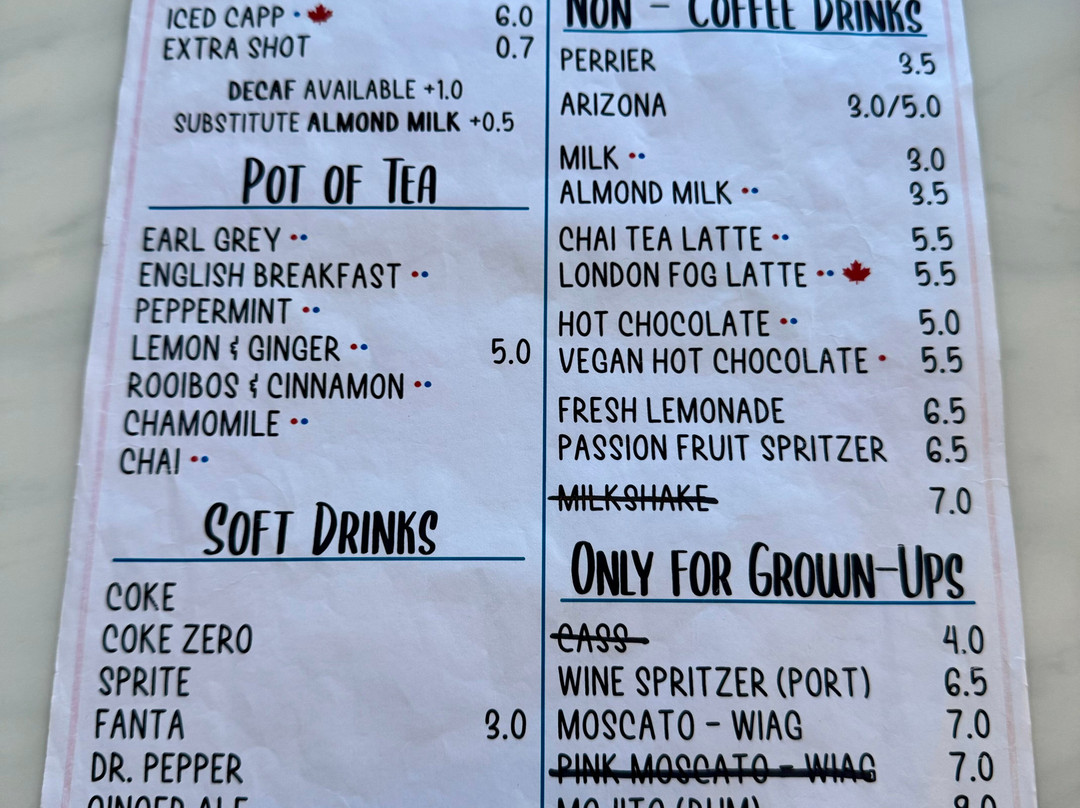 ICED CAPP 6.0
EXTRA SHOT 0.7
DECAF AVAILABLE +1.0
SUBSTITUTE ALMOND MILK +0.5
POT OF TEA
EARL GREY
ENGLISH BREAKFAST
PEPPERMINT
LEMON & GINGER 5.0
ROOIBOS & CINNAMON
CHAMOMILE
CHAI
SOFT DRINKS
COKE
COKE ZERO
SPRITE
FANTA 3.0
DR. PEPPER
GINGER ALE
NON - COFFEE DRINKS
PERRIER 3.5
ARIZONA 3.0/5.0
MILK 3.0
ALMOND MILK 3.5
CHAI TEA LATTE 5.5
LONDON FOG LATTE 5.5
HOT CHOCOLATE 5.0
VEGAN HOT CHOCOLATE 5.5
FRESH LEMONADE 6.5
PASSION FRUIT SPRITZER 6.5
MILKSHAKE 7.0
ONLY FOR GROWN-UPS
CASS 4.0
WINE SPRITZER (PORT) 6.5
MOSCATO - WIAG 7.0
PINK MOSCATO - WIAG 7.0
MOJITO (RUM) 8.0